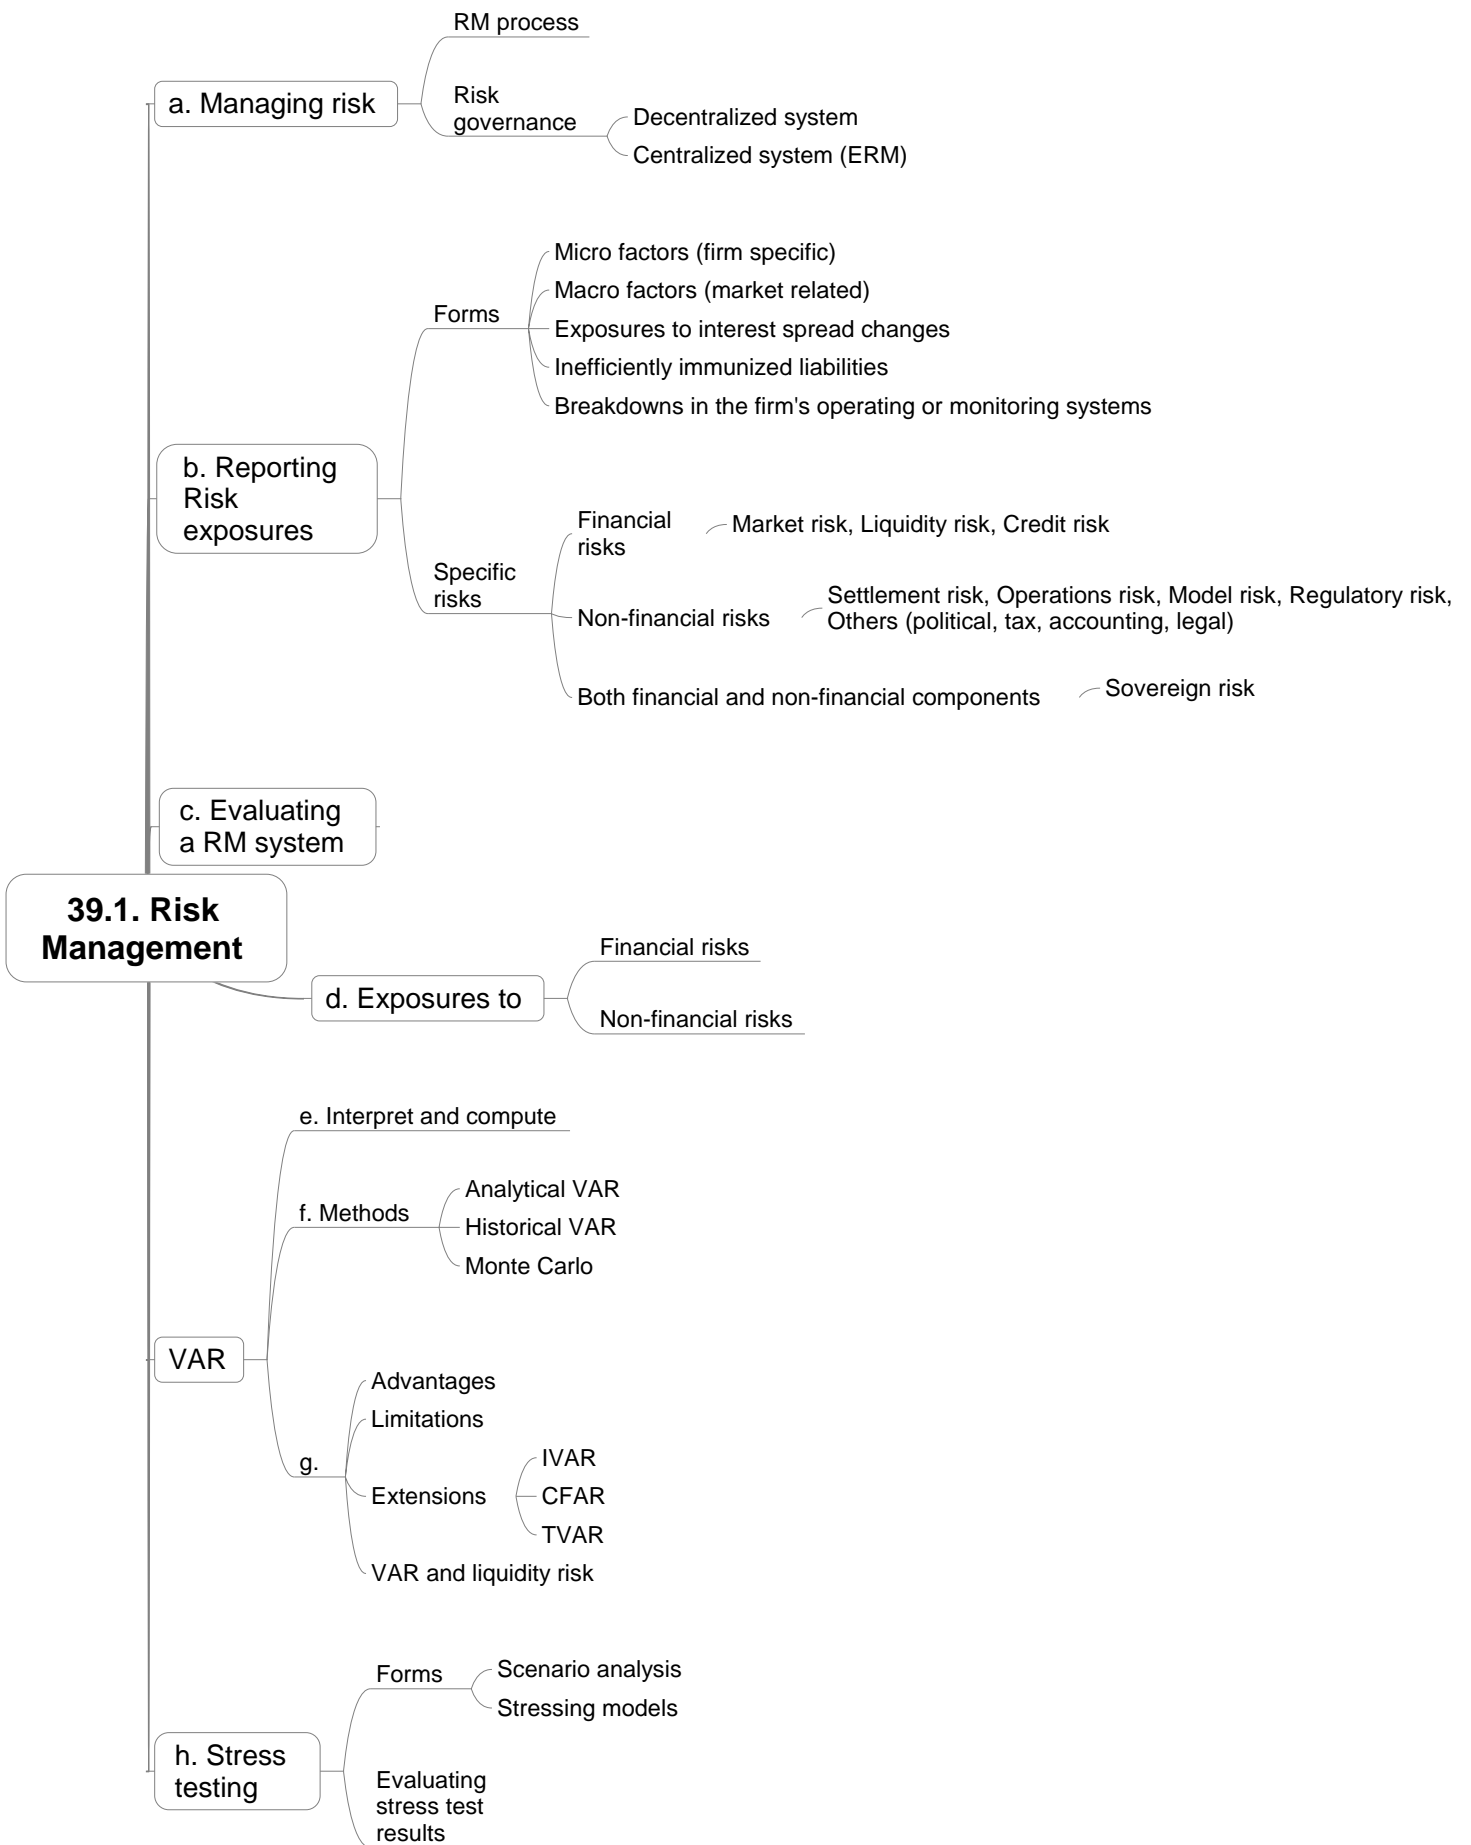 RM process
a. Managing risk
Risk
governance
Decentralized system
Centralized system (ERM)
Micro factors (firm specific)
Macro factors (market related)
Forms
Exposures to interest spread changes
Inefficiently immunized liabilities
Breakdowns in the firm's operating or monitoring systems
b. Reporting
Risk
exposures
Financial
risks
Market risk, Liquidity risk, Credit risk
Specific
risks
Non-financial risks
Settlement risk, Operations risk, Model risk, Regulatory risk,
Others (political, tax, accounting, legal)
Both financial and non-financial components
Sovereign risk
c. Evaluating
a RM system
39.1. Risk
Management
Financial risks
d. Exposures to
Non-financial risks
e. Interpret and compute
f. Methods
Analytical VAR
Historical VAR
Monte Carlo
VAR
Advantages
Limitations
g.
Extensions
IVAR
CFAR
TVAR
VAR and liquidity risk
Forms
Scenario analysis
Stressing models
h. Stress
testing
Evaluating
stress test
results